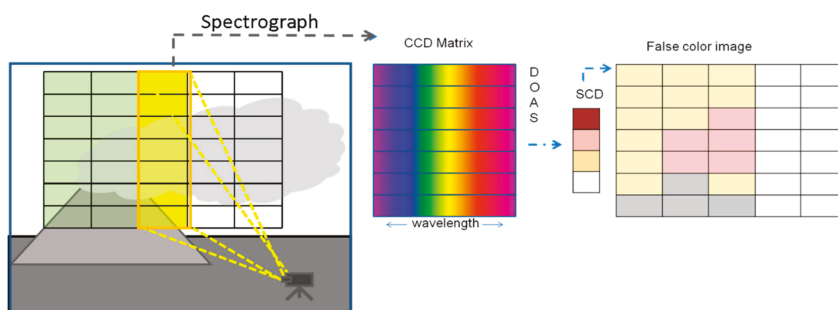 Spectrograph
CCD Matrix
wavelength
D
O
A
S
SCD
False color image